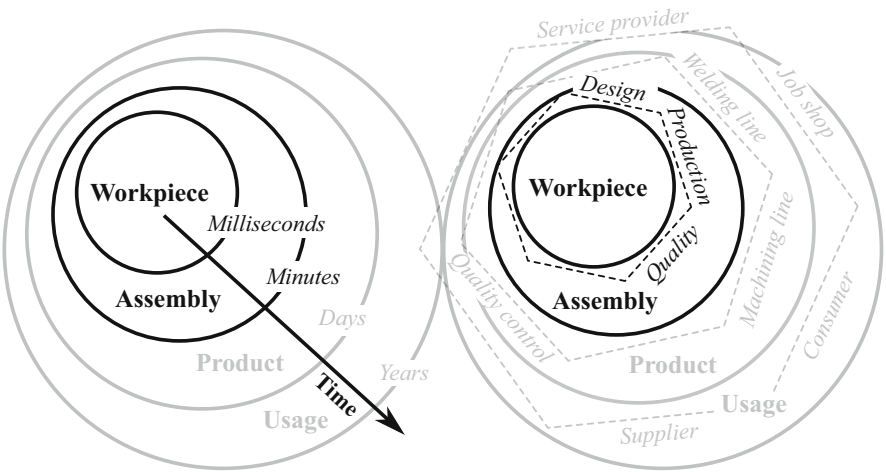 Workpiece
Milliseconds
Minutes
Assembly
Days
Product
Years
Time
Usage
Service provider
Job shop
Welding line
Design
Production
Workpiece
Quality
Assembly
Machining line
Quality control
Consumer
Product
Usage
Supplier